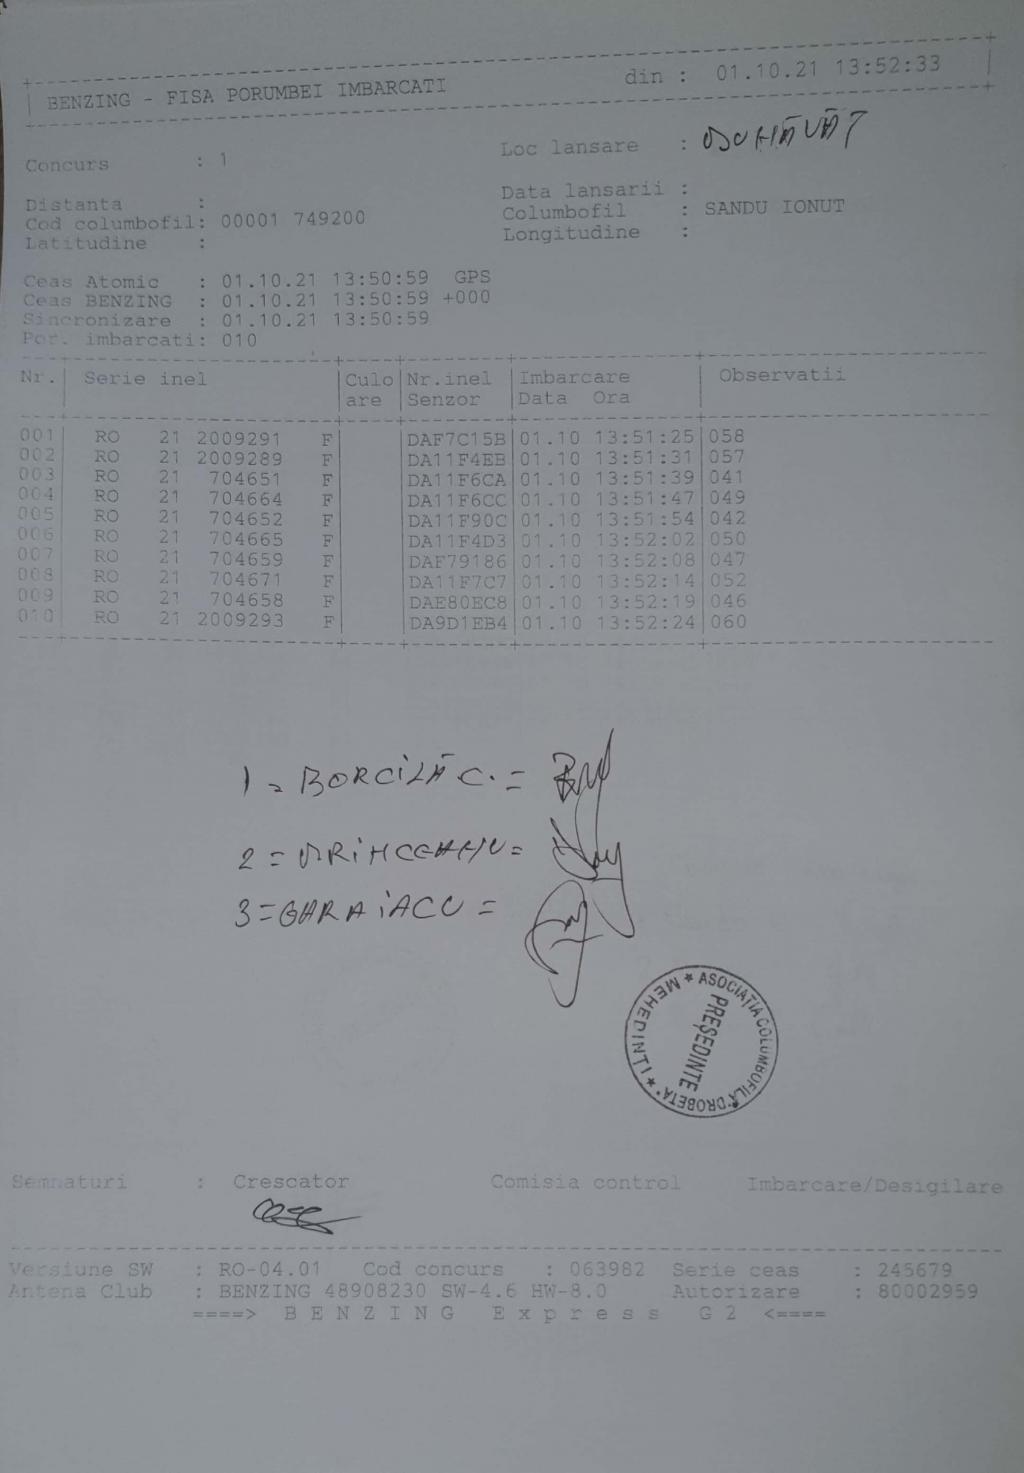 BENZING - FISA PORUMBEI IMBARCATI din : 01.10.21 13:52:33
Concurs : 1 Loc lansare :
Distanta : Data lansarii :
Cod columbofil: 00001 749200 Columbofil : SANDU IONUT
Latitudine : Longitudine :
Ceas Atomic : 01.10.21 13:50:59 GPS
Ceas BENZING : 01.10.21 13:50:59 +000
Sincronizare : 01.10.21 13:50:59
Por. imbarcati: 010
Nr. Serie inel Culo Nr.inel Imbarcare Observatii
are Senzor Data Ora
001 RO 21 2009291 F DAF7C15B 01.10 13:51:25 058
002 RO 21 2009289 F DA11F4EB 01.10 13:51:31 057
003 RO 21 704651 F DA11F6CA 01.10 13:51:39 041
004 RO 21 704664 F DA11F6CC 01.10 13:51:47 049
005 RO 21 704652 F DA11F90C 01.10 13:51:54 042
006 RO 21 704665 F DA11F4D3 01.10 13:52:02 050
007 RO 21 704659 F DAF79186 01.10 13:52:08 047
008 RO 21 704671 F DA11F7C7 01.10 13:52:14 052
009 RO 21 704658 F DAE80EC8 01.10 13:52:19 046
010 RO 21 2009293 F DA9D1EB4 01.10 13:52:24 060
1 = BORCILĂ C. =
2 =
3 = GARAIACU =
* ASOCIAŢIA COLUMBOFILĂ "DROBETA" * MEHEDINŢI
PREŞEDINTE
Semnaturi : Crescator Comisia control Imbarcare/Desigilare
Versiune SW : RO-04.01 Cod concurs : 063982 Serie ceas : 245679
Antena Club : BENZING 48908230 SW-4.6 HW-8.0 Autorizare : 80002959
====> B E N Z I N G E x p r e s s G 2 <====